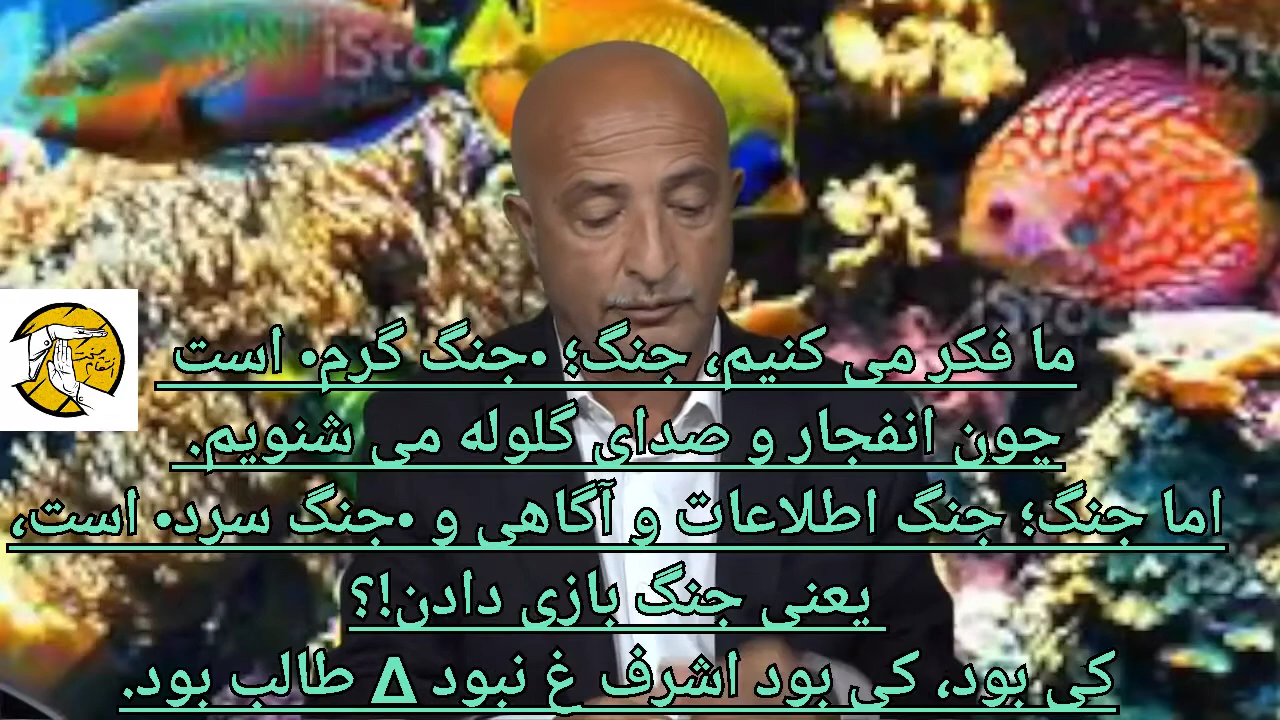 iStock
ما فکر می کنیم، جنگ؛ •جنگ گرم• است
چون انفجار و صدای گلوله می شنویم.
اما جنگ؛ جنگ اطلاعات و آگاهی و •جنگ سرد• است،
یعنی جنگ بازی دادن!؟
کی بود، کی بود اشرف غ نبود ∆ طالب بود.